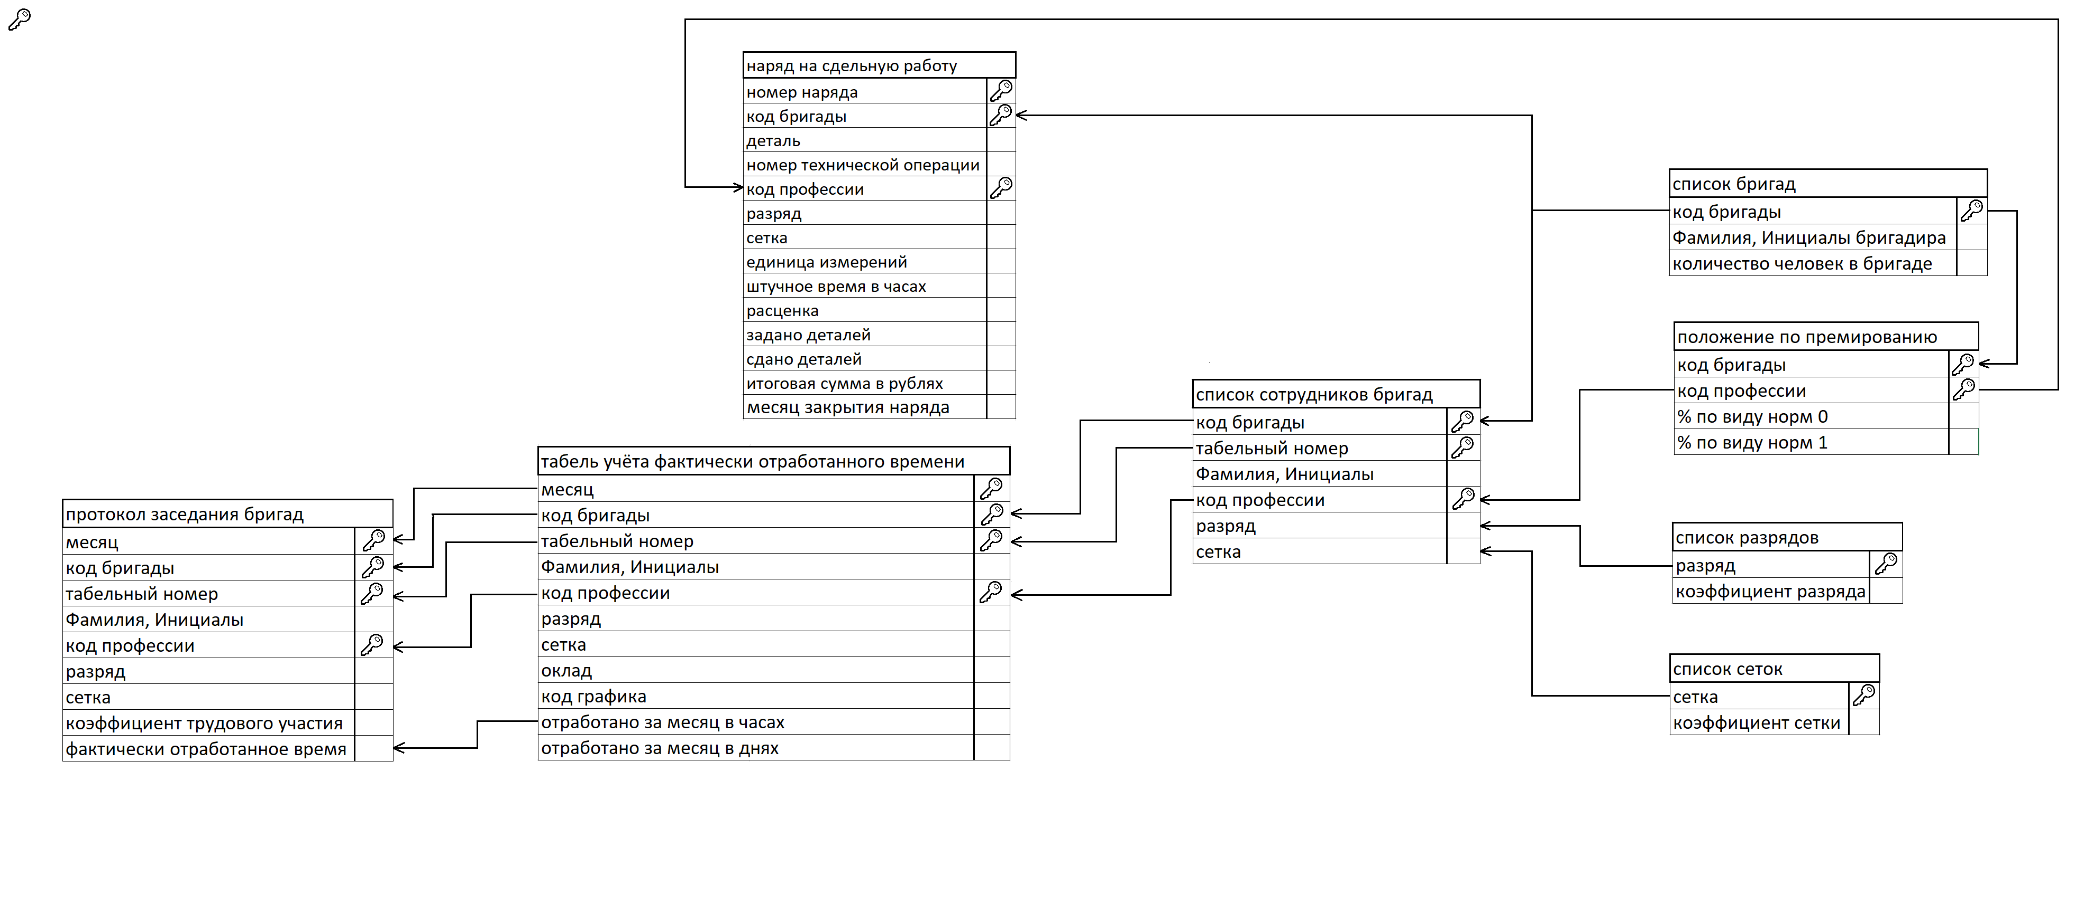 наряд на сдельную работу
номер наряда
код бригады
деталь
номер технической операции
код профессии
разряд
сетка
единица измерений
штучное время в часах
расценка
задано деталей
сдано деталей
итоговая сумма в рублях
месяц закрытия наряда
список бригад
код бригады
Фамилия, Инициалы бригадира
количество человек в бригаде
положение по премированию
код бригады
код профессии
% по виду норм 0
% по виду норм 1
список сотрудников бригад
код бригады
табельный номер
Фамилия, Инициалы
код профессии
разряд
сетка
табель учёта фактически отработанного времени
месяц
код бригады
табельный номер
Фамилия, Инициалы
код профессии
разряд
сетка
оклад
код графика
отработано за месяц в часах
отработано за месяц в днях
протокол заседания бригад
месяц
код бригады
табельный номер
Фамилия, Инициалы
код профессии
разряд
сетка
коэффициент трудового участия
фактически отработанное время
список разрядов
разряд
коэффициент разряда
список сеток
сетка
коэффициент сетки